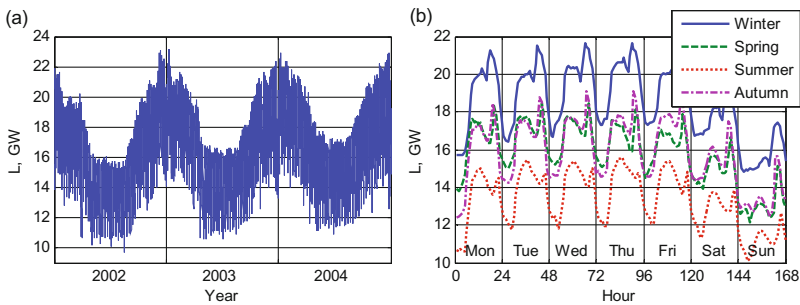 (a)
L, GW
24
22
20
18
16
14
12
10
2002 2003 2004
Year
(b)
L, GW
22
20
18
16
14
12
10
Winter
Spring
Summer
Autumn
Mon Tue Wed Thu Fri Sat Sun
0 24 48 72 96 120 144 168
Hour